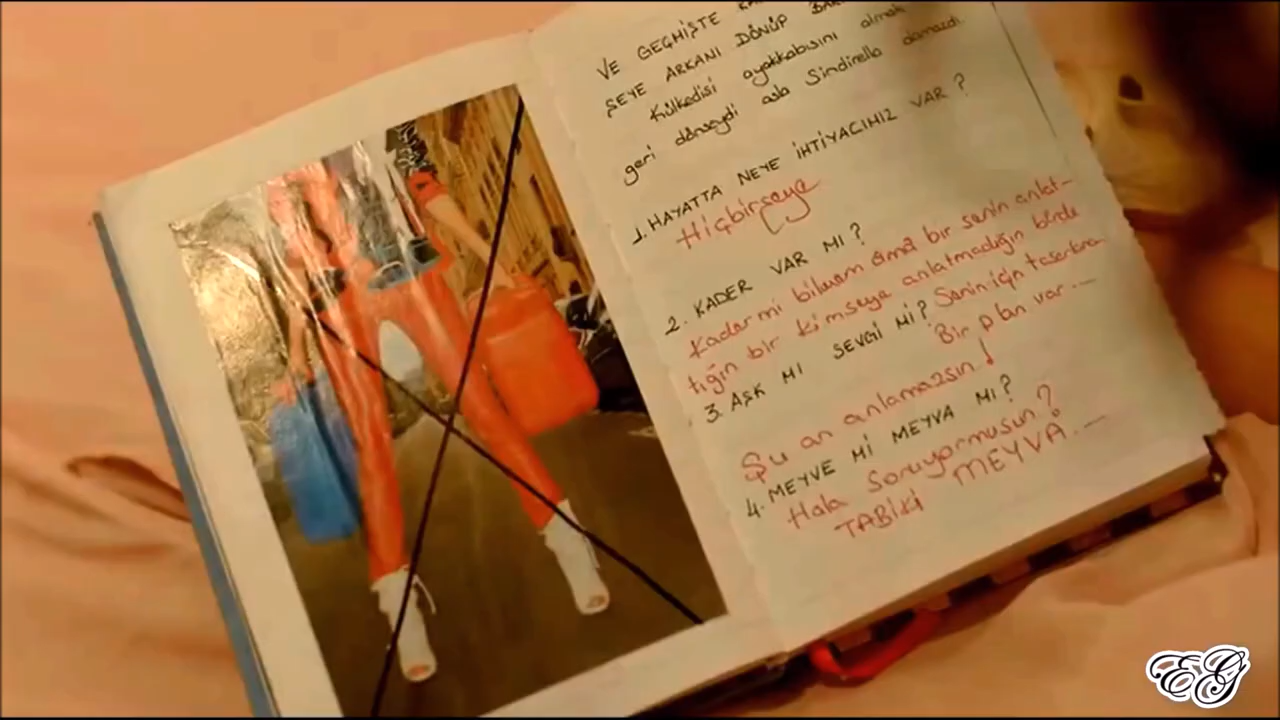 VE GEÇMİŞTE
ŞEYE ARKANI DÖNÜP
Külkedisi ayakkabısını almak
geri dönseydi asla Sindirella olamazdı.
1. HAYATTA NEYE İHTİYACIMIZ VAR?
Hiçbirşeye
2. KADER VAR MI?
Kader mi bilmem ama bir senin anlat-
tığın bir kimseye anlatmadığın birde
3. AŞK MI SEVGİ Mİ? Senin için tasarlanan
Bir plan var...
Şu an anlamazsın!
4. MEYVE Mİ MEYVA MI?
Hala Soruyormusun?
TABİKİ MEYVA...
EG